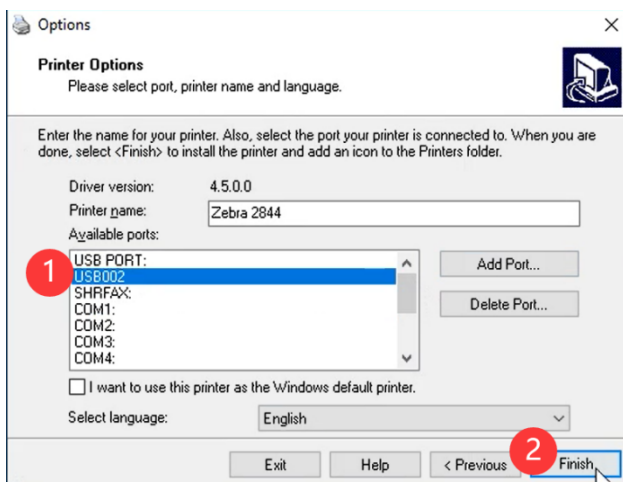 Options
Printer Options
Please select port, printer name and language.
Enter the name for your printer. Also, select the port your printer is connected to. When you are
done, select <Finish> to install the printer and add an icon to the Printers folder.
Driver version: 4.5.0.0
Printer name: Zebra 2844
Available ports:
USB PORT:
1 USB002
SHRFAX:
COM1:
COM2:
COM3:
COM4:
Add Port...
Delete Port...
I want to use this printer as the Windows default printer.
Select language: English
2
Exit Help < Previous Finish